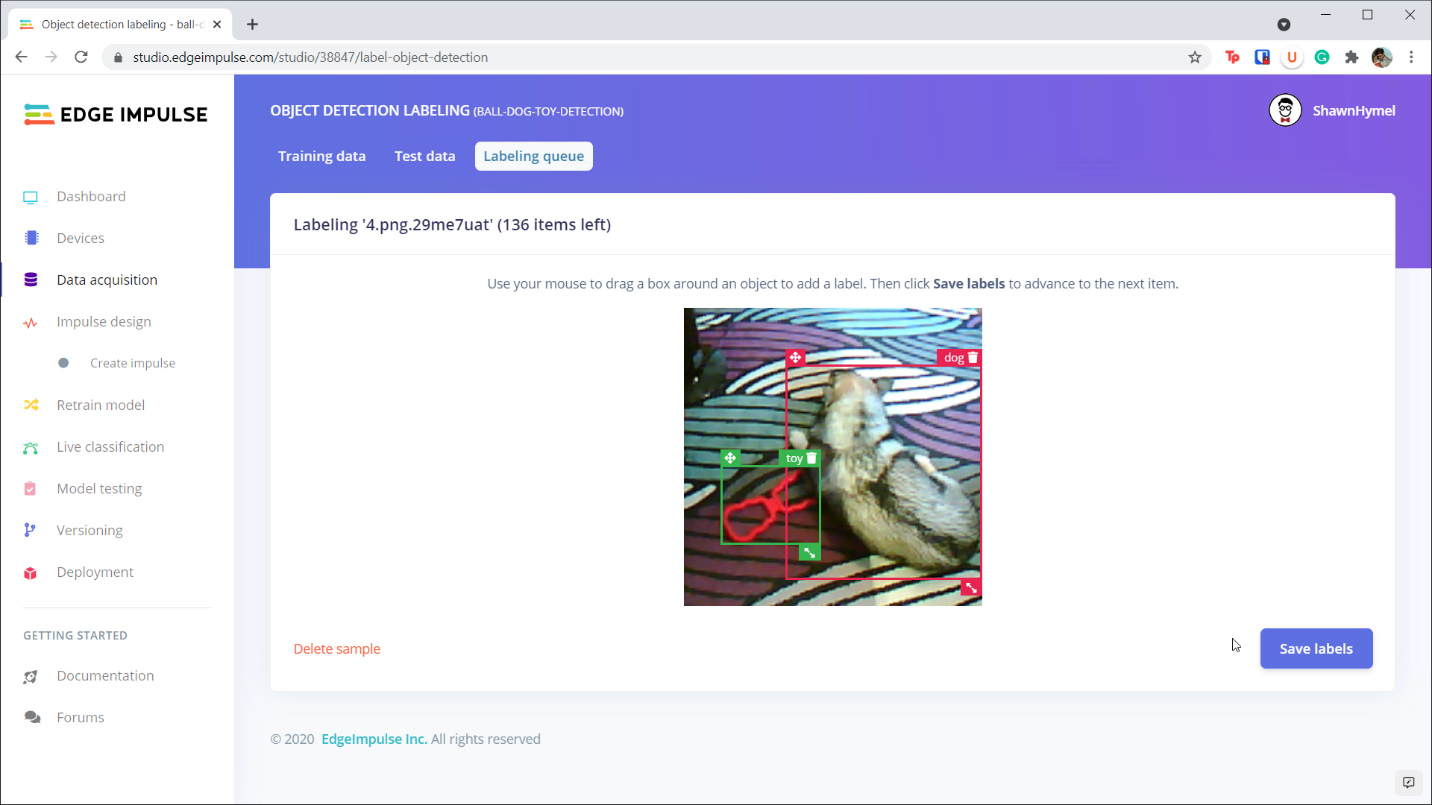 Object detection labeling - ball-d
studio.edgeimpulse.com/studio/38847/label-object-detection
EDGE IMPULSE
Dashboard
Devices
Data acquisition
Impulse design
Create impulse
Retrain model
Live classification
Model testing
Versioning
Deployment
GETTING STARTED
Documentation
Forums
OBJECT DETECTION LABELING (BALL-DOG-TOY-DETECTION)
ShawnHymel
Training data
Test data
Labeling queue
Labeling '4.png.29me7uat' (136 items left)
Use your mouse to drag a box around an object to add a label. Then click Save labels to advance to the next item.
dog
toy
Delete sample
Save labels
© 2020 EdgeImpulse Inc. All rights reserved
Tp
U
G